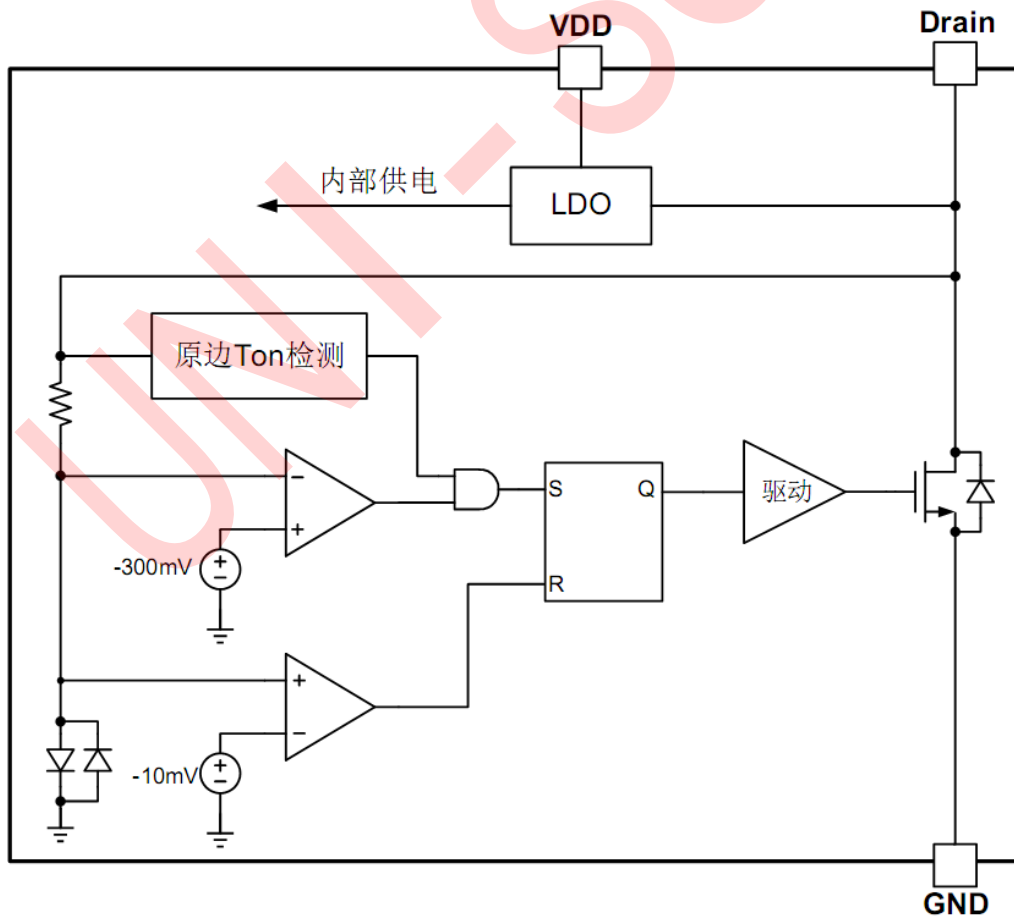 VDD
Drain
内部供电
LDO
原边Ton检测
−
+
-300mV
+
−
S
Q
R
驱动
+
−
-10mV
+
−
GND
UNI-S